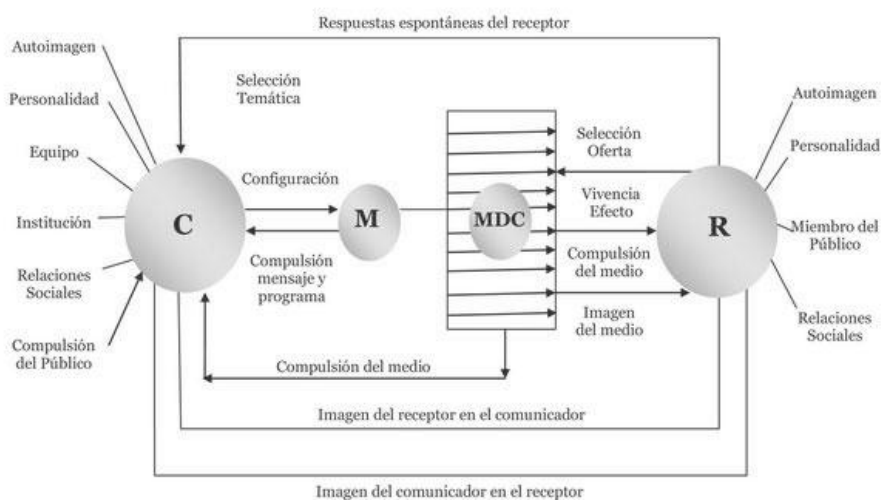 Respuestas espontáneas del receptor
Autoimagen
Personalidad
Equipo
Institución
Relaciones
Sociales
Compulsión
del Público
Selección
Temática
C
Configuración
Compulsión
mensaje y
programa
M
MDC
Selección
Oferta
Vivencia
Efecto
Compulsión
del medio
Imagen
del medio
R
Autoimagen
Personalidad
Miembro del
Público
Relaciones
Sociales
Compulsión del medio
Imagen del receptor en el comunicador
Imagen del comunicador en el receptor